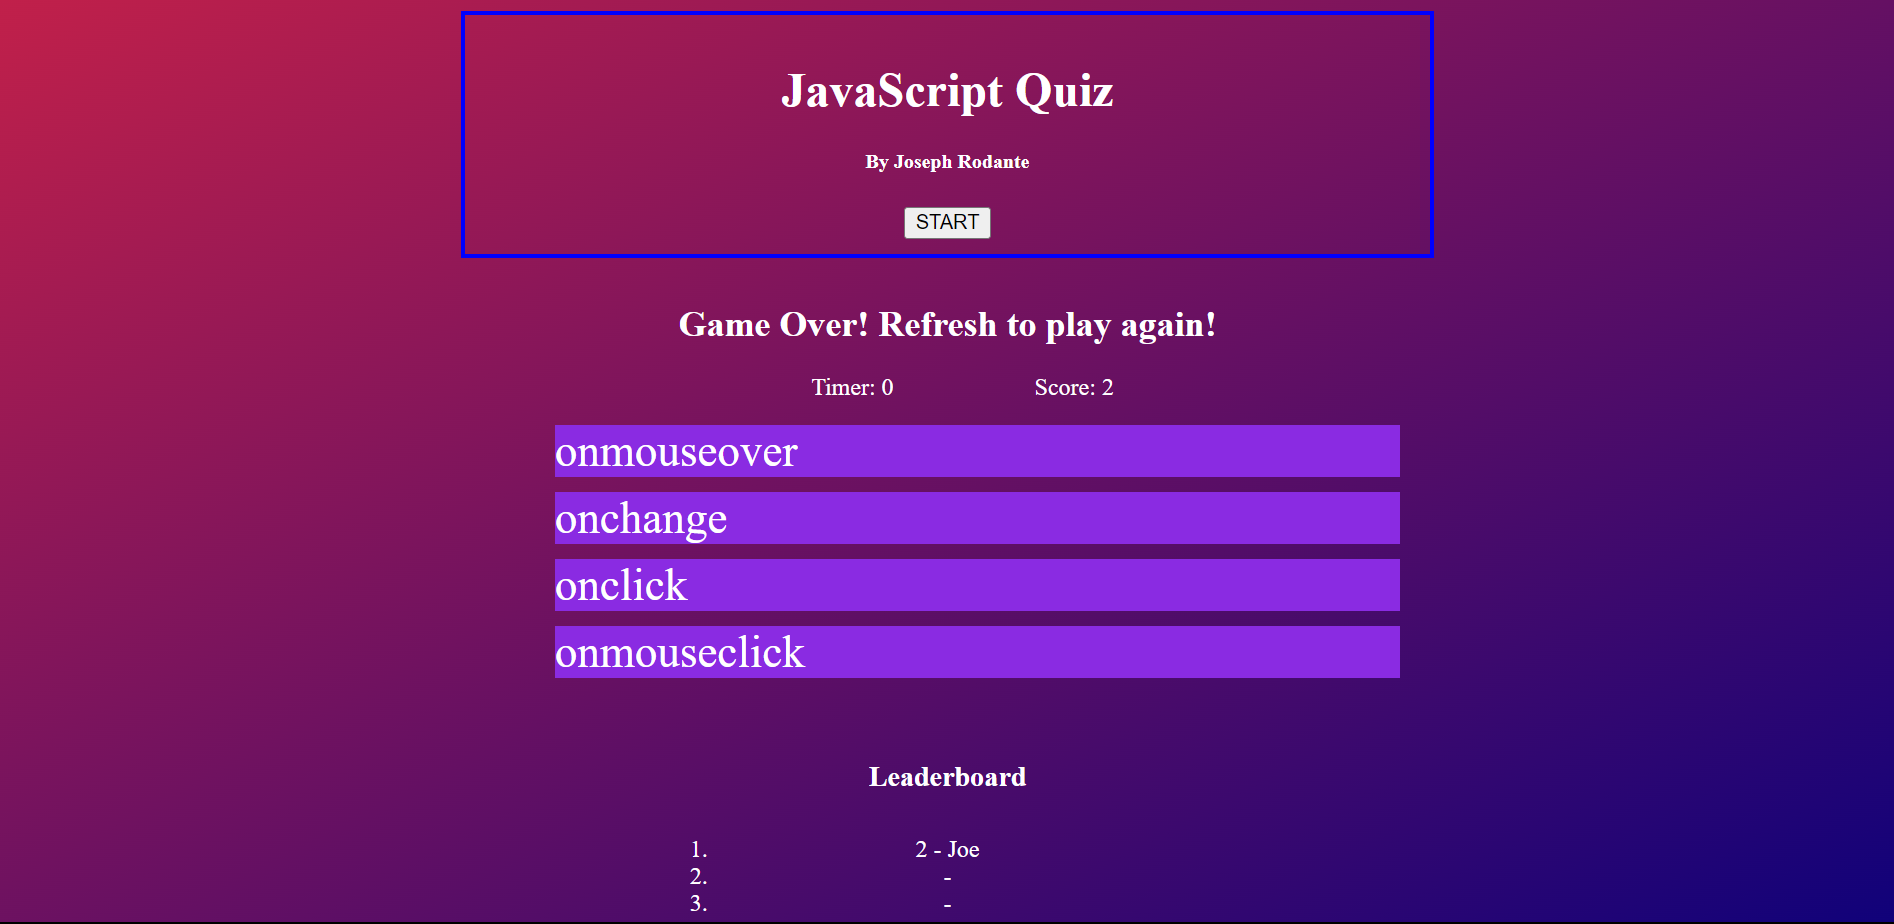 JavaScript Quiz
By Joseph Rodante
START
Game Over! Refresh to play again!
Timer: 0 Score: 2
onmouseover
onchange
onclick
onmouseclick
Leaderboard
1. 2 - Joe
2. -
3. -